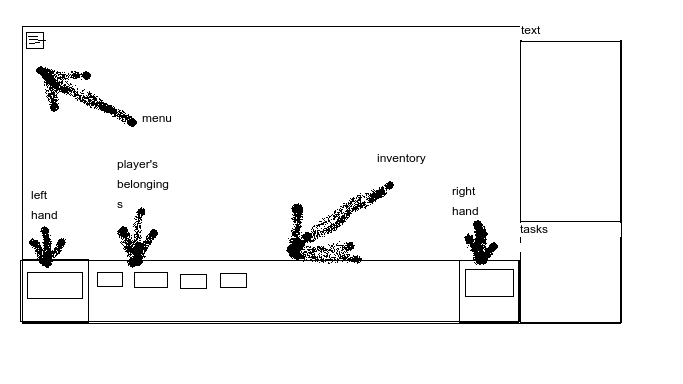 text
menu
player's
belonging
s
inventory
left
hand
right
hand
tasks